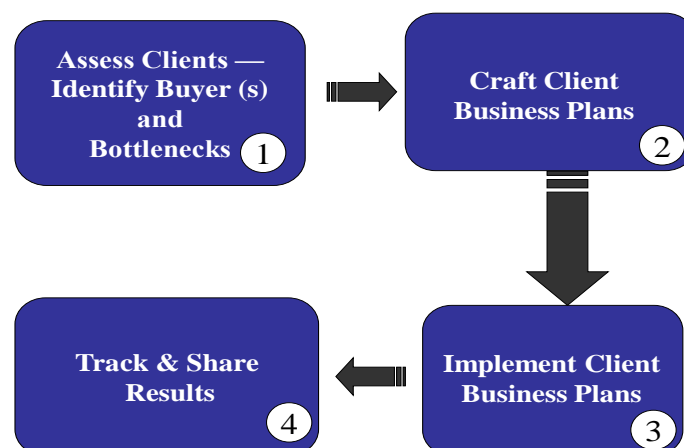 Assess Clients —
Identify Buyer (s)
and
Bottlenecks
1
Craft Client
Business Plans
2
Implement Client
Business Plans
3
Track & Share
Results
4